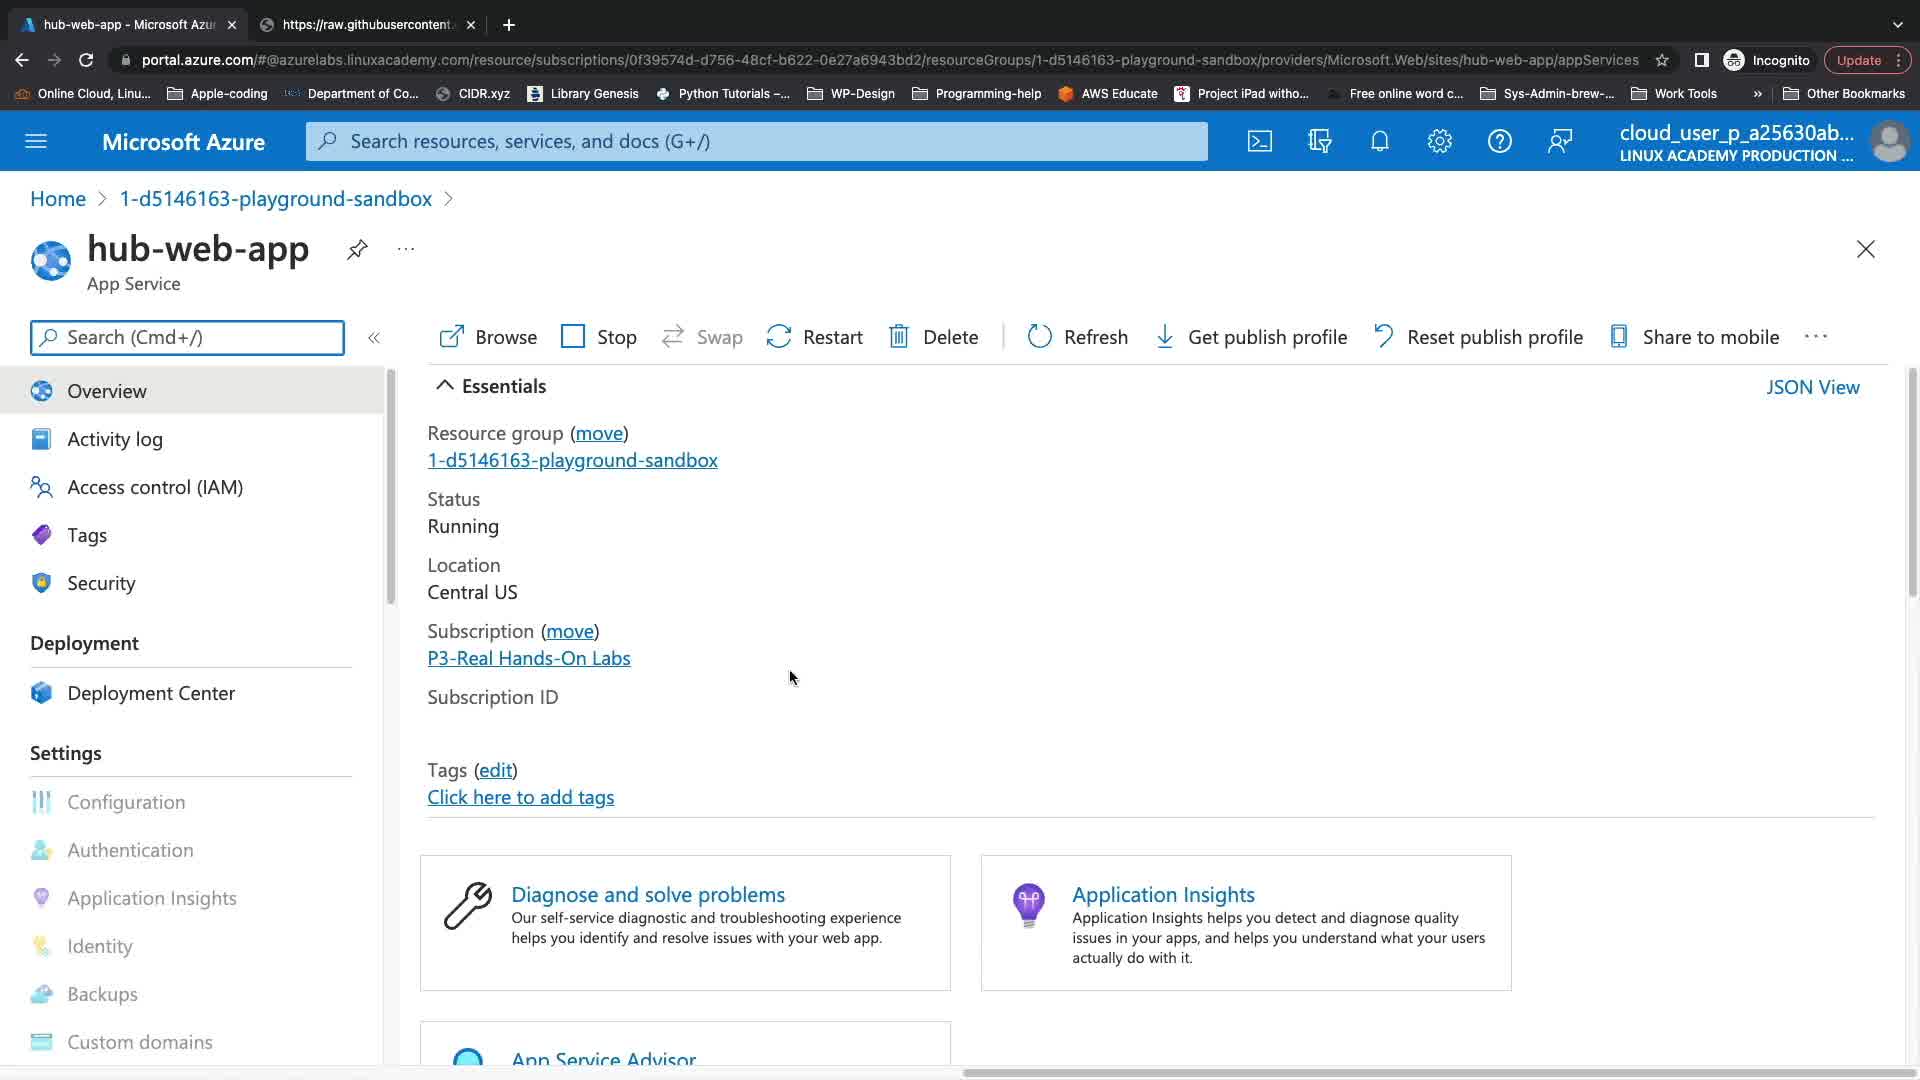 hub-web-app - Microsoft Azu
https://raw.githubusercontent.
portal.azure.com/#@azurelabs.linuxacademy.com/resource/subscriptions/0f39574d-d756-48cf-b622-0e27a6943bd2/resourceGroups/1-d5146163-playground-sandbox/providers/Microsoft.Web/sites/hub-web-app/appServices
Incognito
Update
Online Cloud, Linu...
Apple-coding
Department of Co...
CIDR.xyz
Library Genesis
Python Tutorials –...
WP-Design
Programming-help
AWS Educate
Project iPad witho...
Free online word c...
Sys-Admin-brew-...
Work Tools
»
Other Bookmarks
Microsoft Azure
Search resources, services, and docs (G+/)
cloud_user_p_a25630ab...
LINUX ACADEMY PRODUCTION ...
Home > 1-d5146163-playground-sandbox >
hub-web-app
...
App Service
Search (Cmd+/)
«
Browse
Stop
Swap
Restart
Delete
Refresh
Get publish profile
Reset publish profile
Share to mobile
...
Overview
Activity log
Access control (IAM)
Tags
Security
Deployment
Deployment Center
Settings
Configuration
Authentication
Application Insights
Identity
Backups
Custom domains
Essentials
JSON View
Resource group (move)
1-d5146163-playground-sandbox
Status
Running
Location
Central US
Subscription (move)
P3-Real Hands-On Labs
Subscription ID
Tags (edit)
Click here to add tags
Diagnose and solve problems
Our self-service diagnostic and troubleshooting experience
helps you identify and resolve issues with your web app.
Application Insights
Application Insights helps you detect and diagnose quality
issues in your apps, and helps you understand what your users
actually do with it.
App Service Advisor